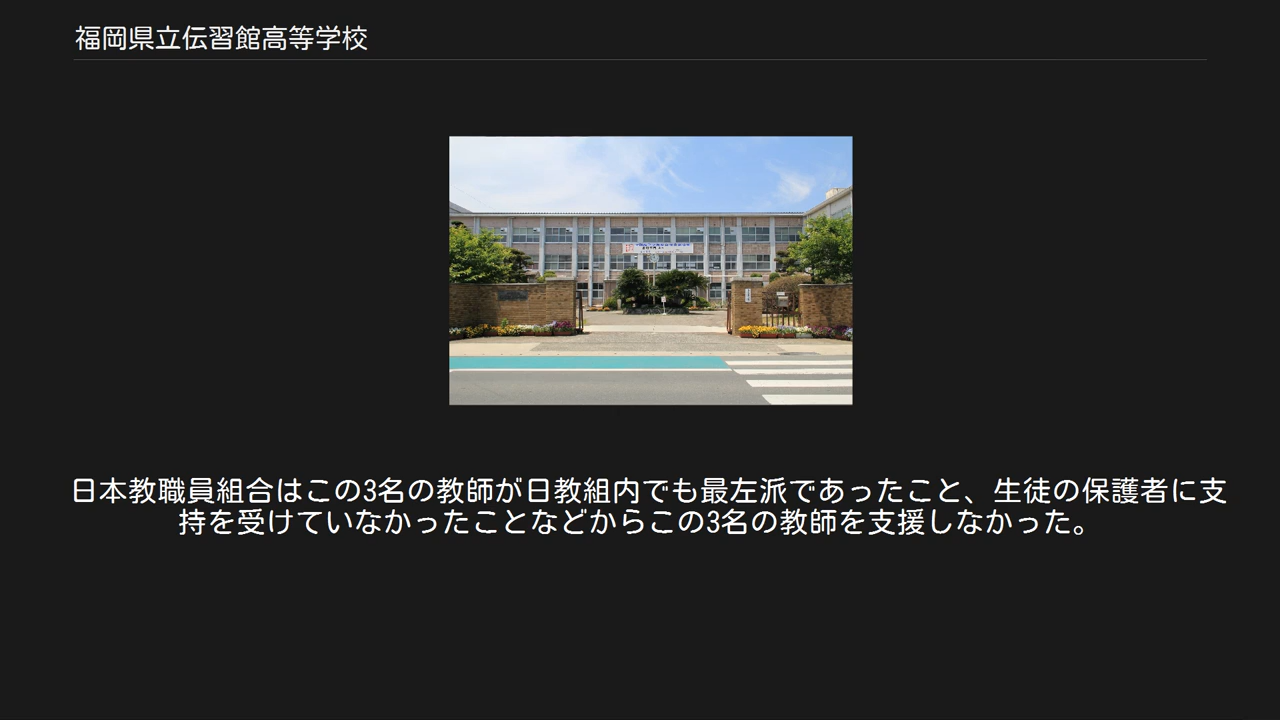 福岡県立伝習館高等学校
日本教職員組合はこの3名の教師が日教組内でも最左派であったこと、生徒の保護者に支
持を受けていなかったことなどからこの3名の教師を支援しなかった。